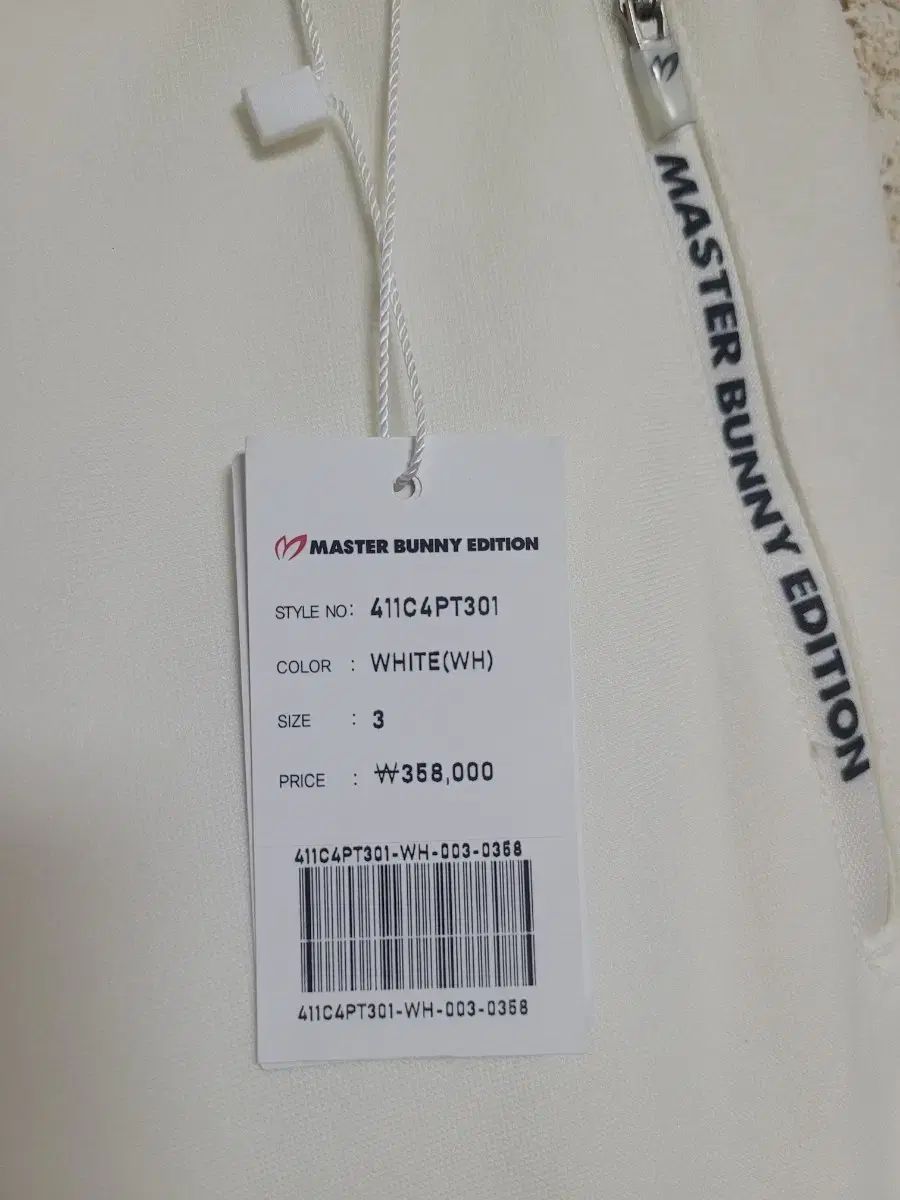 MASTER BUNNY EDITION
MASTER BUNNY EDITION
STYLE NO: 411C4PT301
COLOR : WHITE(WH)
SIZE : 3
PRICE : ₩358,000
411C4PT301-WH-003-0358
411C4PT301-WH-003-0358